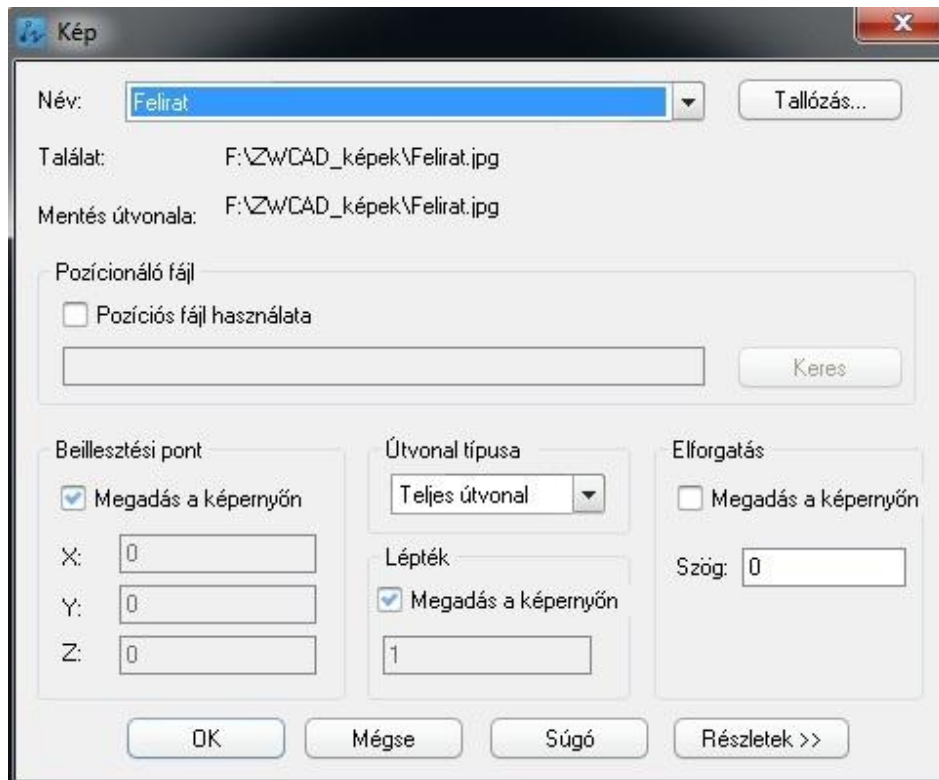 Kép
Név: Felirat Tallózás...
Találat: F:\ZWCAD_képek\Felirat.jpg
Mentés útvonala: F:\ZWCAD_képek\Felirat.jpg
Pozícionáló fájl
Pozíciós fájl használata
Keres
Beillesztési pont
Megadás a képernyőn
X: 0
Y: 0
Z: 0
Útvonal típusa
Teljes útvonal
Lépték
Megadás a képernyőn
1
Elforgatás
Megadás a képernyőn
Szög: 0
OK Mégse Súgó Részletek >>